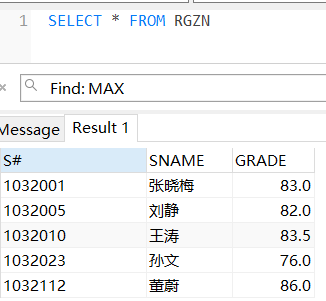 1 SELECT * FROM RGZN
Find: MAX
Message Result 1
S# SNAME GRADE
1032001 张晓梅 83.0
1032005 刘静 82.0
1032010 王涛 83.5
1032023 孙文 76.0
1032112 董蔚 86.0